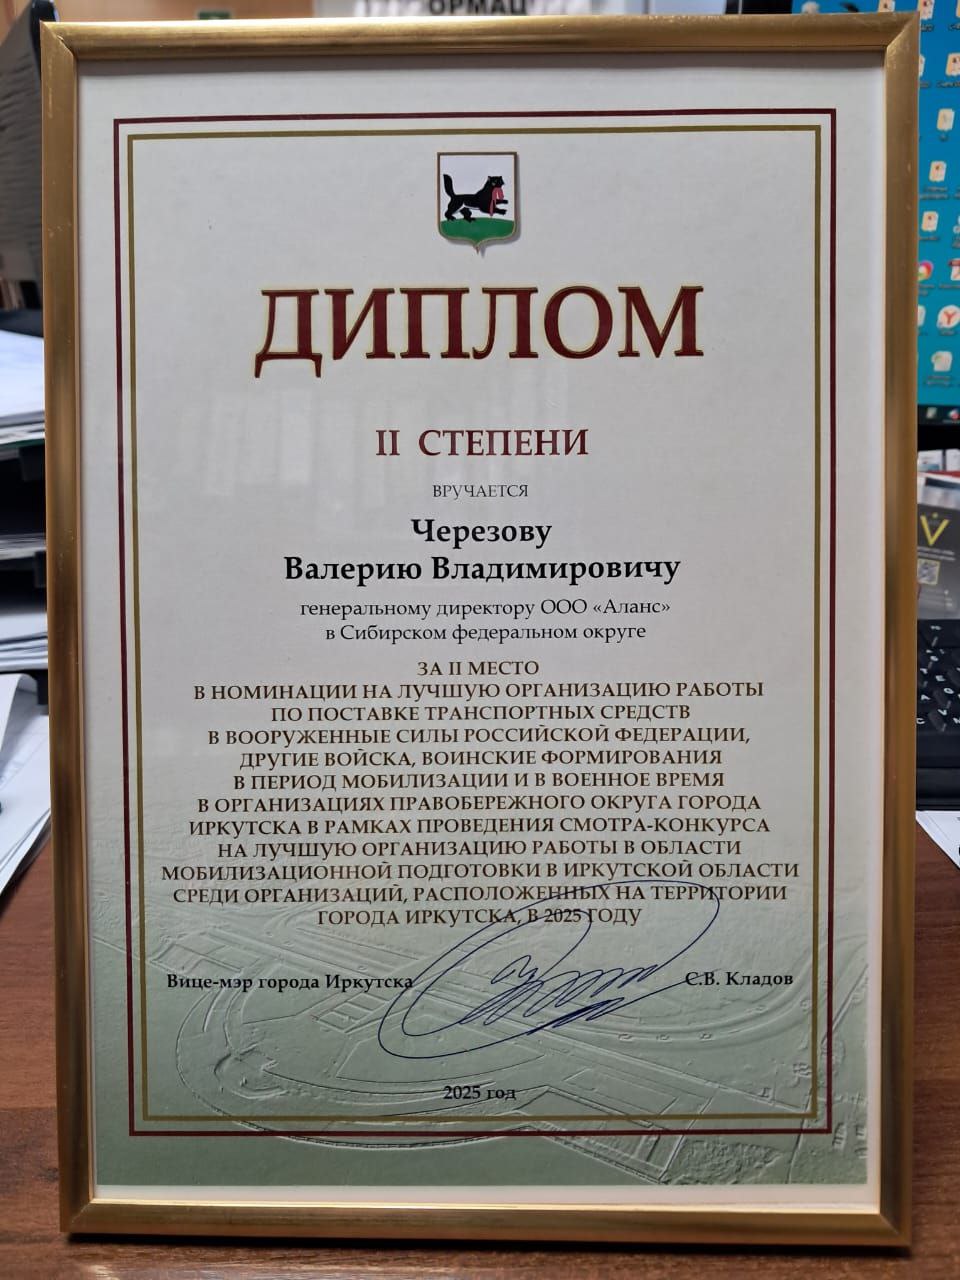 ОРМАЦ
ДИПЛОМ
II СТЕПЕНИ
ВРУЧАЕТСЯ
Черезову
Валерию Владимировичу
генеральному директору ООО «Аланс»
в Сибирском федеральном округе
ЗА II МЕСТО
В НОМИНАЦИИ НА ЛУЧШУЮ ОРГАНИЗАЦИЮ РАБОТЫ
ПО ПОСТАВКЕ ТРАНСПОРТНЫХ СРЕДСТВ
В ВООРУЖЕННЫЕ СИЛЫ РОССИЙСКОЙ ФЕДЕРАЦИИ,
ДРУГИЕ ВОЙСКА, ВОИНСКИЕ ФОРМИРОВАНИЯ
В ПЕРИОД МОБИЛИЗАЦИИ И В ВОЕННОЕ ВРЕМЯ
В ОРГАНИЗАЦИЯХ ПРАВОБЕРЕЖНОГО ОКРУГА ГОРОДА
ИРКУТСКА В РАМКАХ ПРОВЕДЕНИЯ СМОТРА-КОНКУРСА
НА ЛУЧШУЮ ОРГАНИЗАЦИЮ РАБОТЫ В ОБЛАСТИ
МОБИЛИЗАЦИОННОЙ ПОДГОТОВКИ В ИРКУТСКОЙ ОБЛАСТИ
СРЕДИ ОРГАНИЗАЦИЙ, РАСПОЛОЖЕННЫХ НА ТЕРРИТОРИИ
ГОРОДА ИРКУТСКА, В 2025 ГОДУ
Вице-мэр города Иркутска С.В. Кладов
2025 год